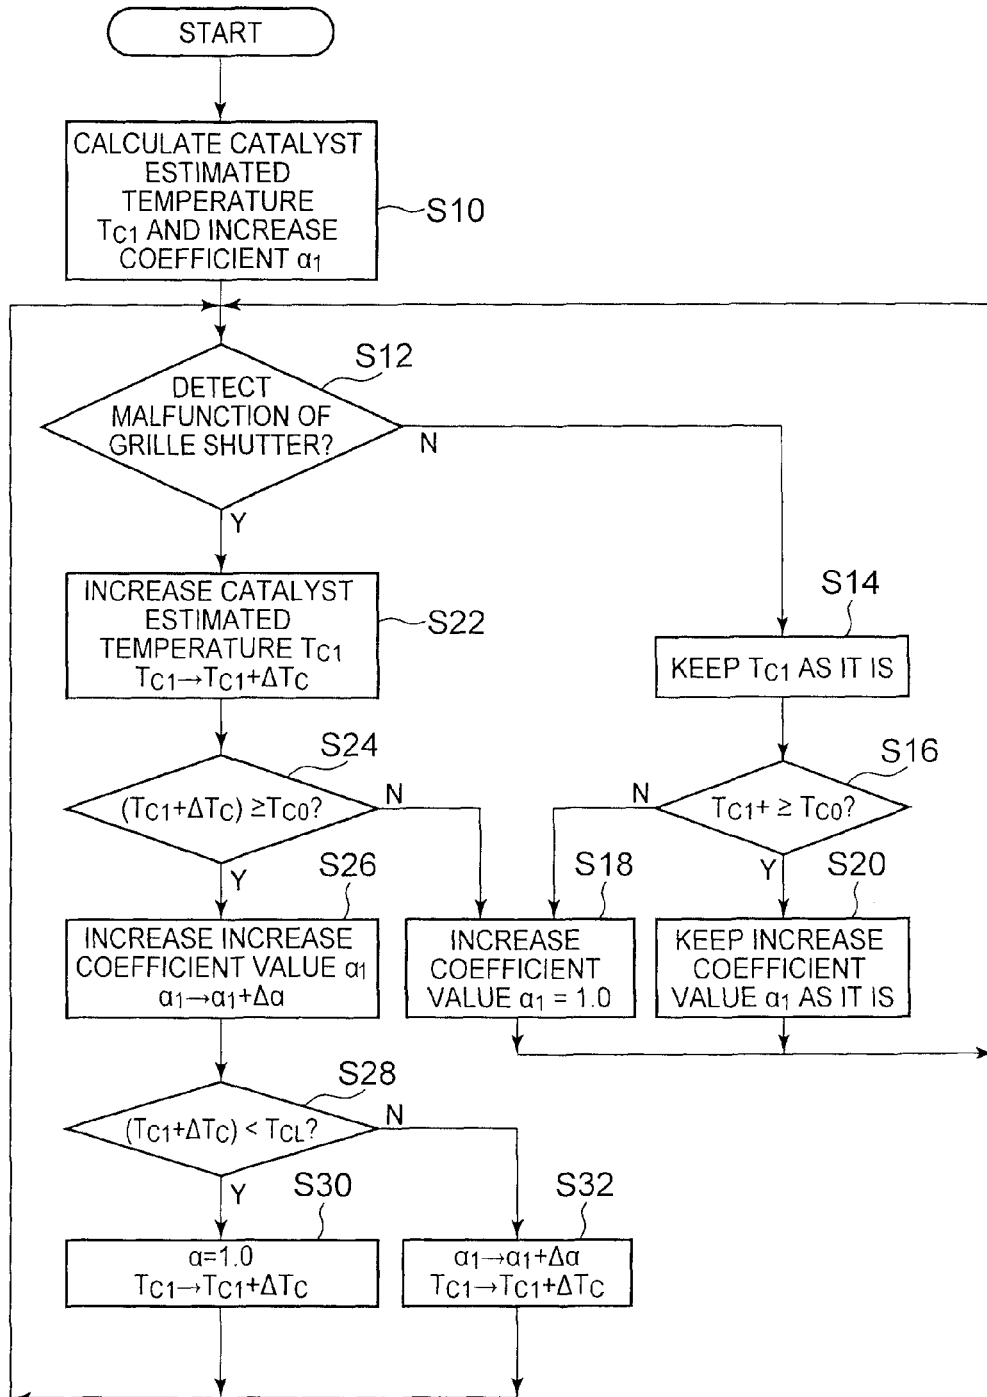 START
CALCULATE CATALYST
ESTIMATED
TEMPERATURE
TC1 AND INCREASE
COEFFICIENT α1
S10
S12
DETECT
MALFUNCTION OF
GRILLE SHUTTER?
N
Y
INCREASE CATALYST
ESTIMATED
TEMPERATURE TC1
TC1→TC1+ΔTC
S22
S14
KEEP TC1 AS IT IS
S24
(TC1+ΔTC) ≥TC0?
N
Y
S16
TC1+ ≥ TC0?
N
Y
S26
INCREASE INCREASE
COEFFICIENT VALUE α1
α1→α1+Δα
S18
INCREASE
COEFFICIENT
VALUE α1 = 1.0
S20
KEEP INCREASE
COEFFICIENT
VALUE α1 AS IT IS
S28
(TC1+ΔTC) < TCL?
N
Y
S30
α=1.0
TC1→TC1+ΔTC
S32
α1→α1+Δα
TC1→TC1+ΔTC